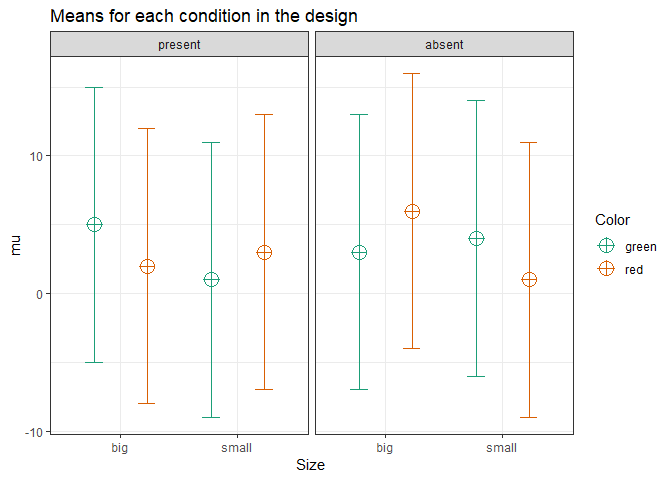 Means for each condition in the design
present
absent
10
0
-10
mu
big
small
big
small
Size
Color
green
red